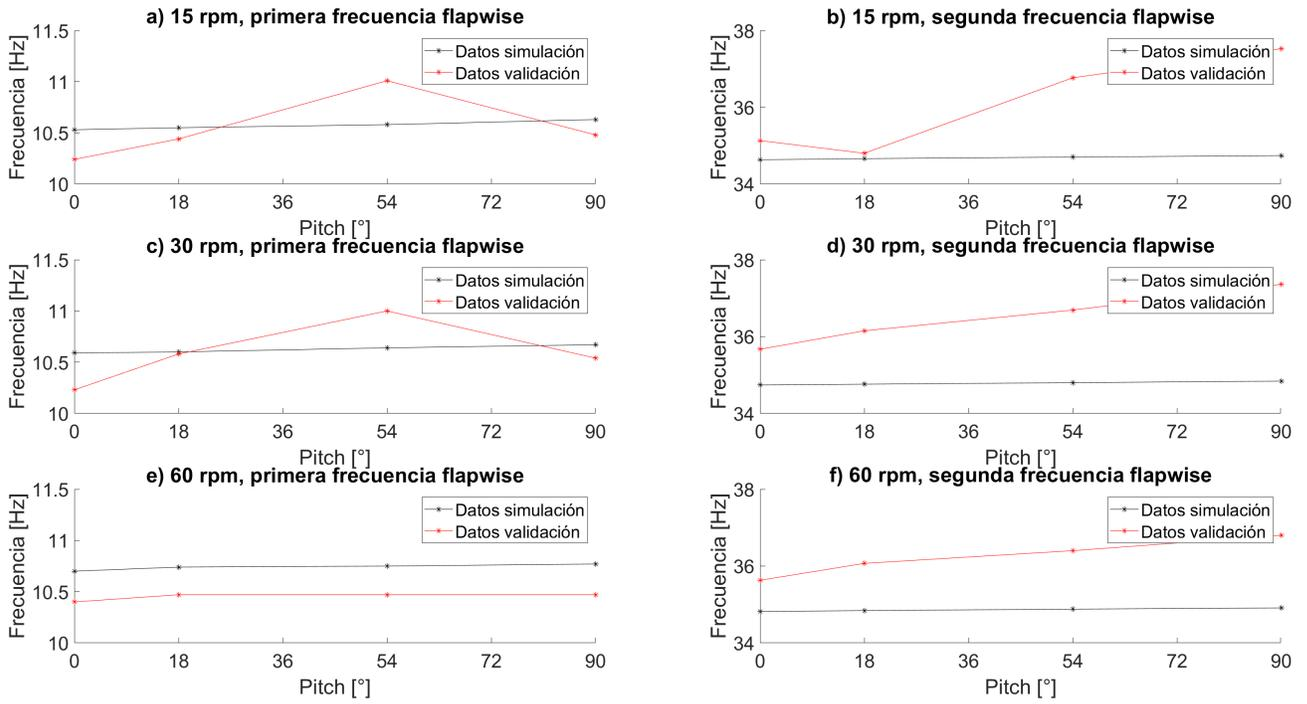 a) 15 rpm, primera frecuencia flapwise
11.5
11
10.5
10
Frecuencia [Hz]
Datos simulación
Datos validación
0 18 36 54 72 90
Pitch [°]
b) 15 rpm, segunda frecuencia flapwise
38
36
34
Frecuencia [Hz]
Datos simulación
Datos validación
0 18 36 54 72 90
Pitch [°]
c) 30 rpm, primera frecuencia flapwise
11.5
11
10.5
10
Frecuencia [Hz]
Datos simulación
Datos validación
0 18 36 54 72 90
Pitch [°]
d) 30 rpm, segunda frecuencia flapwise
38
36
34
Frecuencia [Hz]
Datos simulación
Datos validación
0 18 36 54 72 90
Pitch [°]
e) 60 rpm, primera frecuencia flapwise
11.5
11
10.5
10
Frecuencia [Hz]
Datos simulación
Datos validación
0 18 36 54 72 90
Pitch [°]
f) 60 rpm, segunda frecuencia flapwise
38
36
34
Frecuencia [Hz]
Datos simulación
Datos validación
0 18 36 54 72 90
Pitch [°]